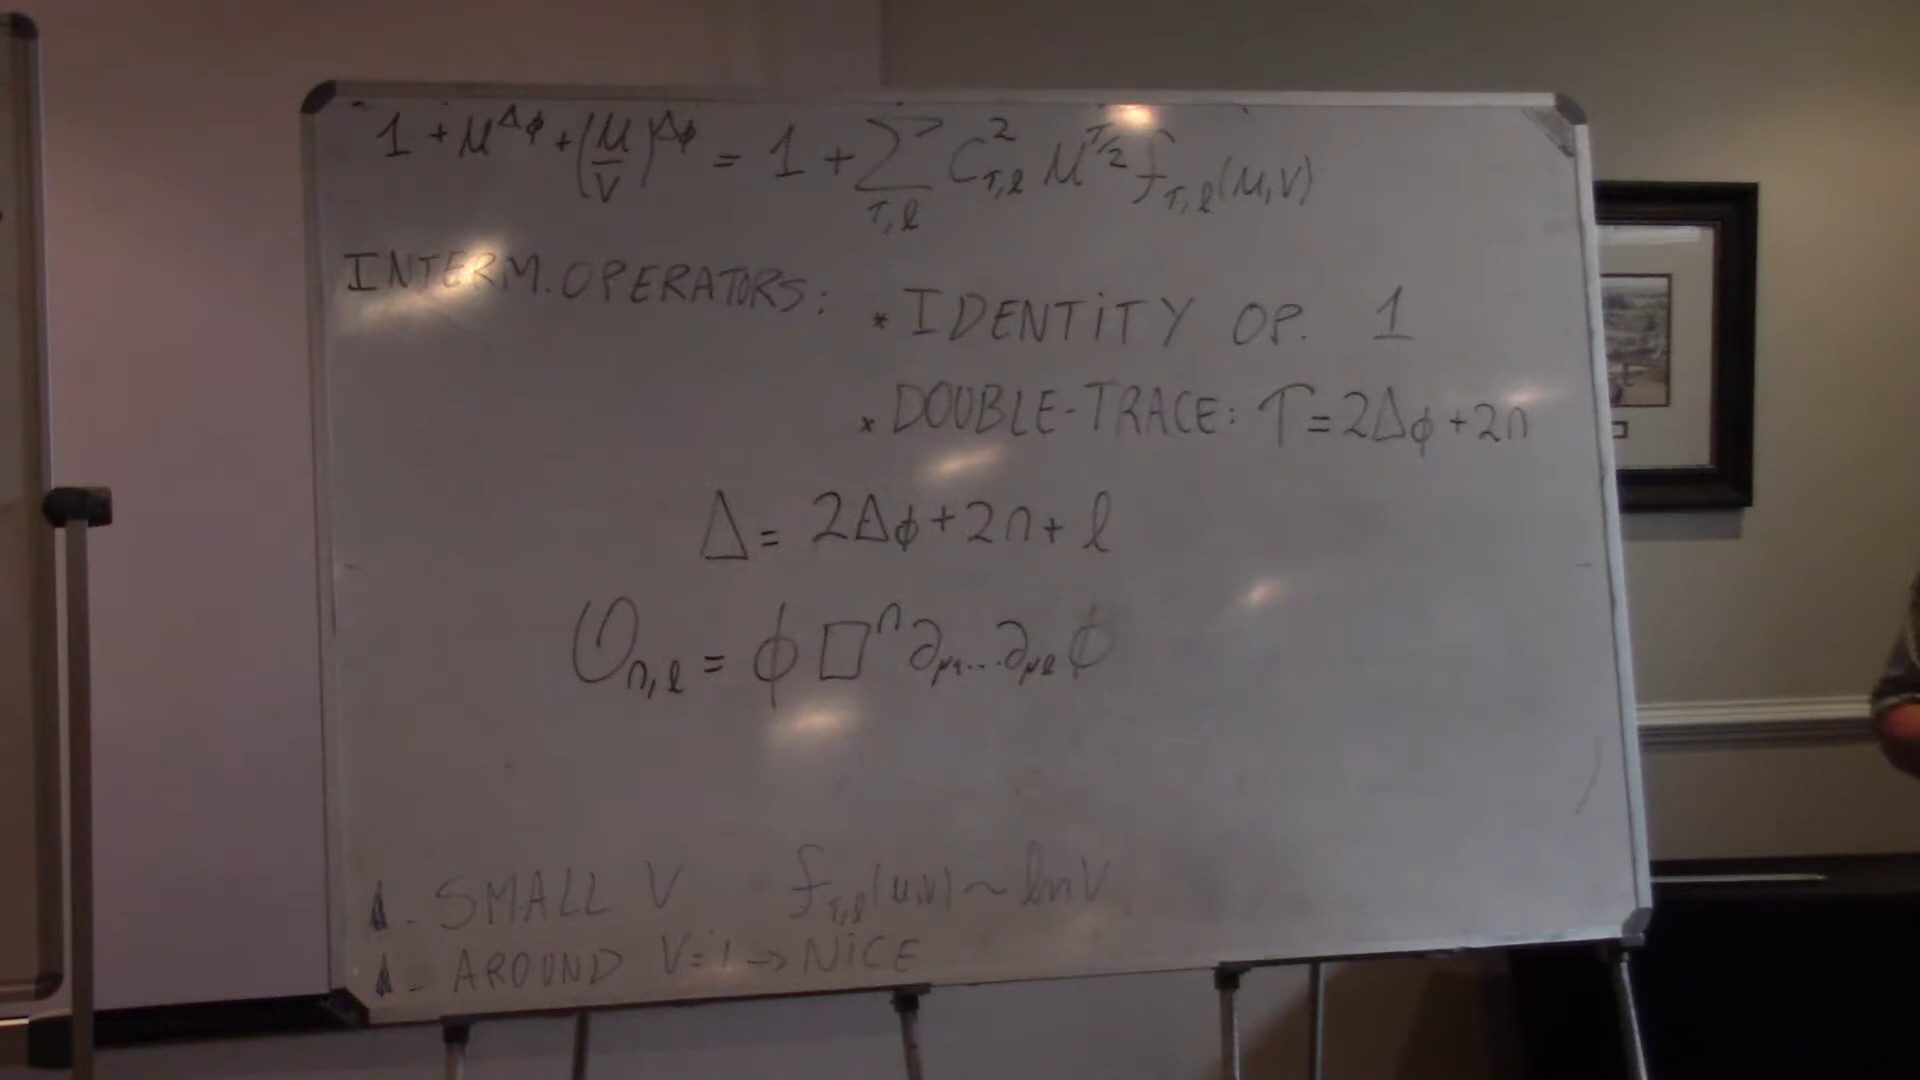 1 + u^Δφ + (u/v)^Δφ = 1 + Σ_{τ,ℓ} C²_{τ,ℓ} u^{τ/2} f_{τ,ℓ}(u,v)
INTERM. OPERATORS: * IDENTITY OP. 1
* DOUBLE-TRACE: τ = 2Δφ + 2n
Δ = 2Δφ + 2n + ℓ
O_{n,ℓ} = φ □^n ∂_{μ1}...∂_{μℓ} φ
- SMALL V f_{τ,ℓ}(u,v) ~ ln V
- AROUND V=1 → NICE